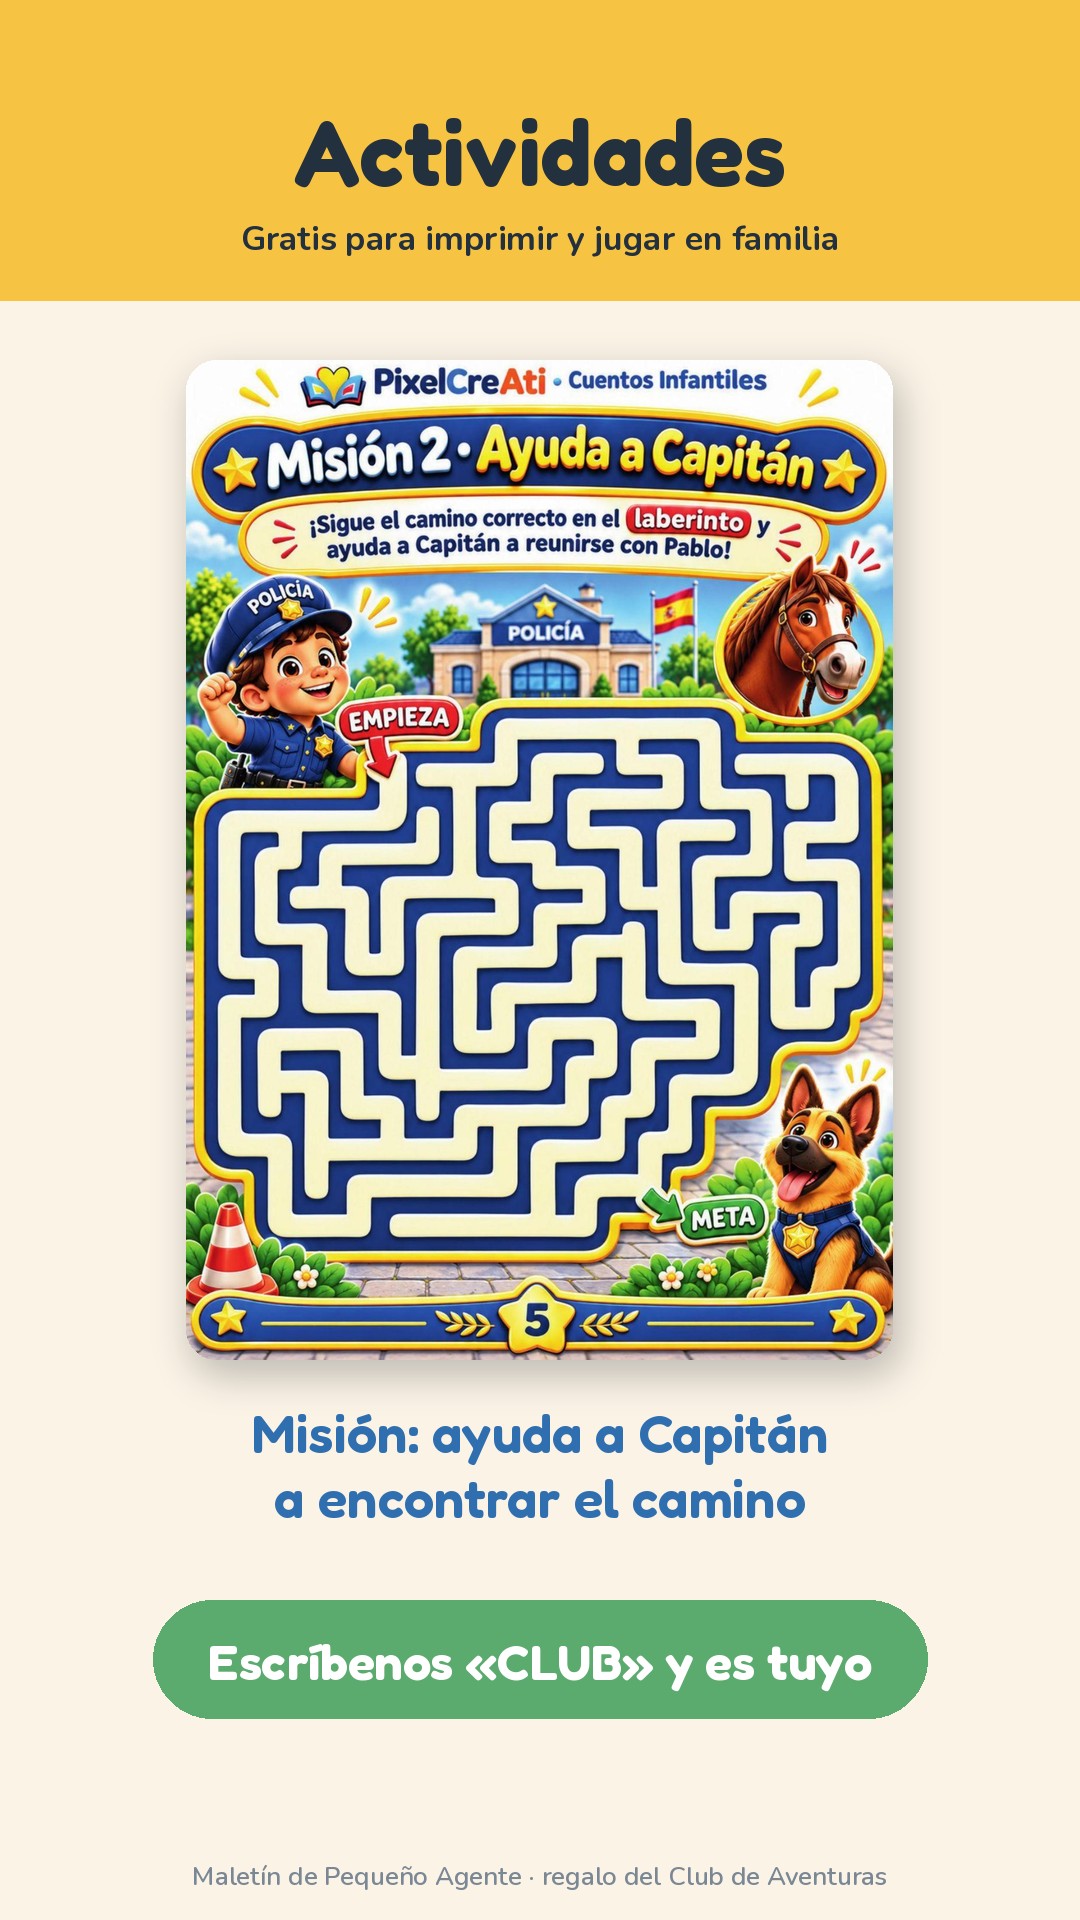 Actividades
Gratis para imprimir y jugar en familia
PixelCreAti • Cuentos Infantiles
Misión 2 · Ayuda a Capitán
¡Sigue el camino correcto en el laberinto y
ayuda a Capitán a reunirse con Pablo!
POLICÍA
POLICÍA
EMPIEZA
META
5
Misión: ayuda a Capitán
a encontrar el camino
Escríbenos «CLUB» y es tuyo
Maletín de Pequeño Agente · regalo del Club de Aventuras